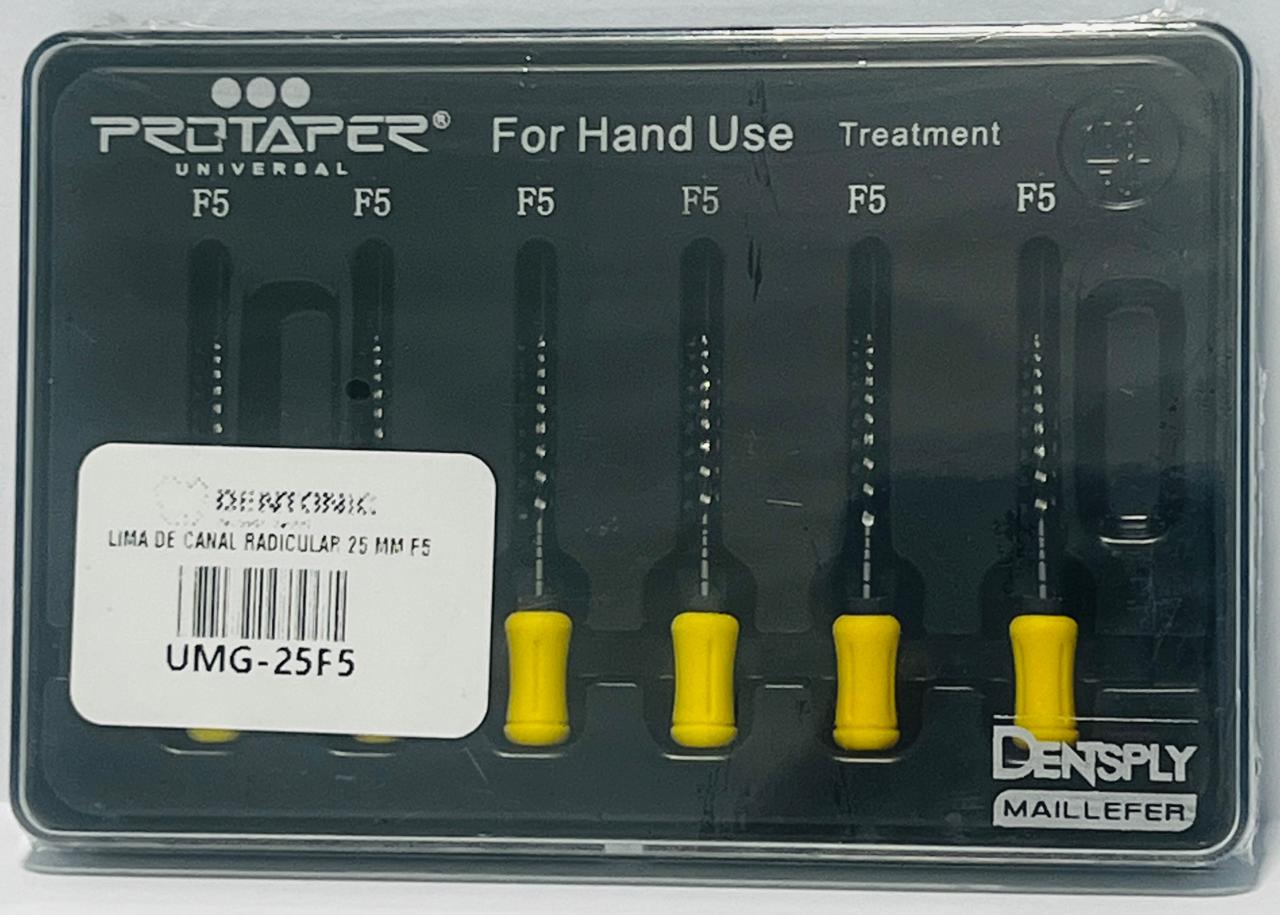 PROTAPER® For Hand Use Treatment
UNIVERSAL
F5 F5 F5 F5 F5 F5
DENTONIC
LIMA DE CANAL RADICULAR 25 MM F5
UMG-25F5
DENTSPLY
MAILLEFER